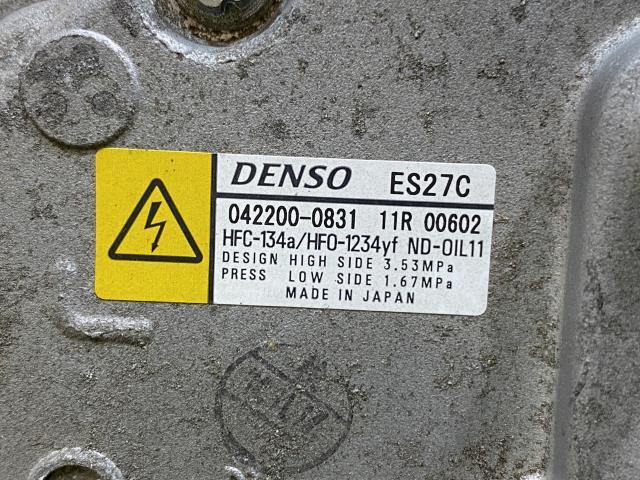 DENSO ES27C
042200-0831 11R 00602
HFC-134a/HFO-1234yf ND-OIL11
DESIGN HIGH SIDE 3.53MPa
PRESS LOW SIDE 1.67MPa
MADE IN JAPAN